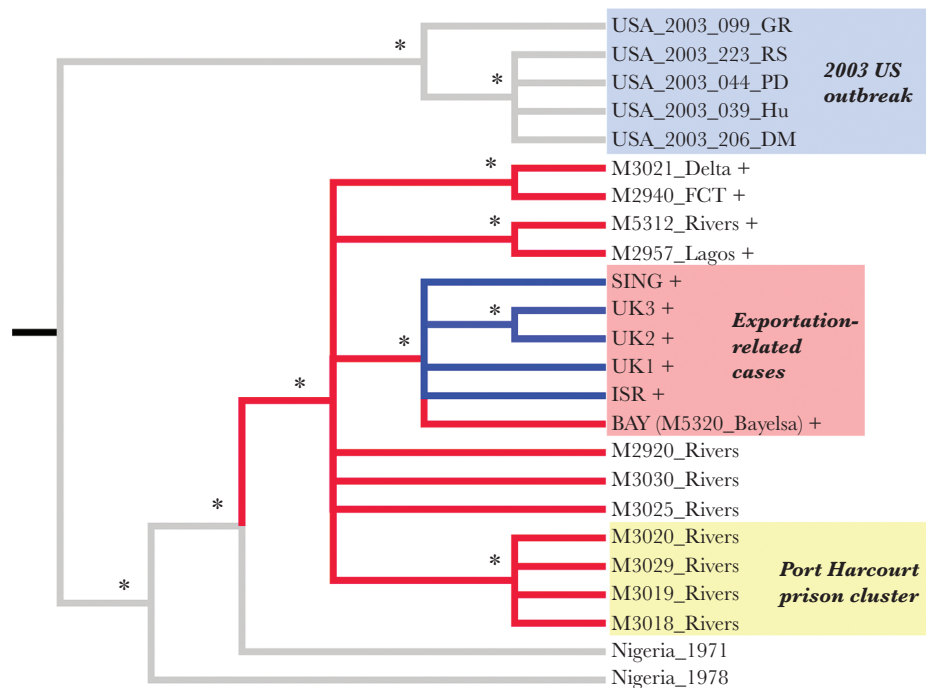 USA_2003_099_GR
USA_2003_223_RS
USA_2003_044_PD
USA_2003_039_Hu
USA_2003_206_DM
2003 US
outbreak
*
*
M3021_Delta +
M2940_FCT +
*
M5312_Rivers +
M2957_Lagos +
*
SING +
UK3 +
UK2 +
UK1 +
ISR +
BAY (M5320_Bayelsa) +
Exportation-
related
cases
*
*
*
M2920_Rivers
M3030_Rivers
M3025_Rivers
M3020_Rivers
M3029_Rivers
M3019_Rivers
M3018_Rivers
Port Harcourt
prison cluster
*
*
*
Nigeria_1971
Nigeria_1978